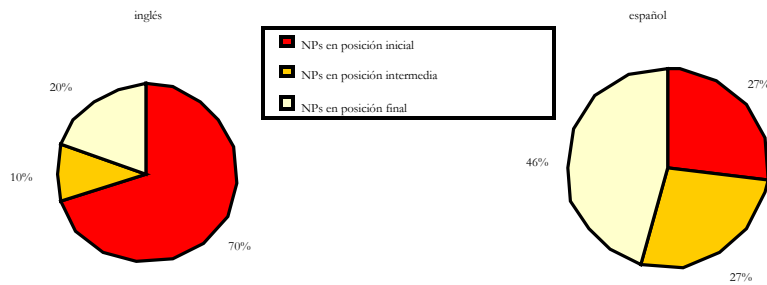 inglés
español
NPs en posición inicial
NPs en posición intermedia
NPs en posición final
20%
10%
70%
27%
46%
27%